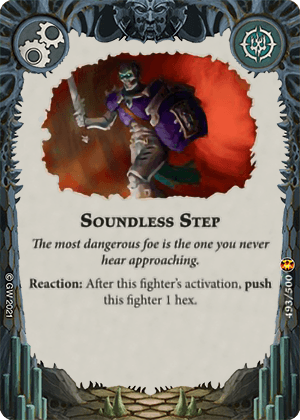 SOUNDLESS STEP
The most dangerous foe is the one you never
hear approaching.
Reaction: After this fighter's activation, push
this fighter 1 hex.
© GW 2021
493/500